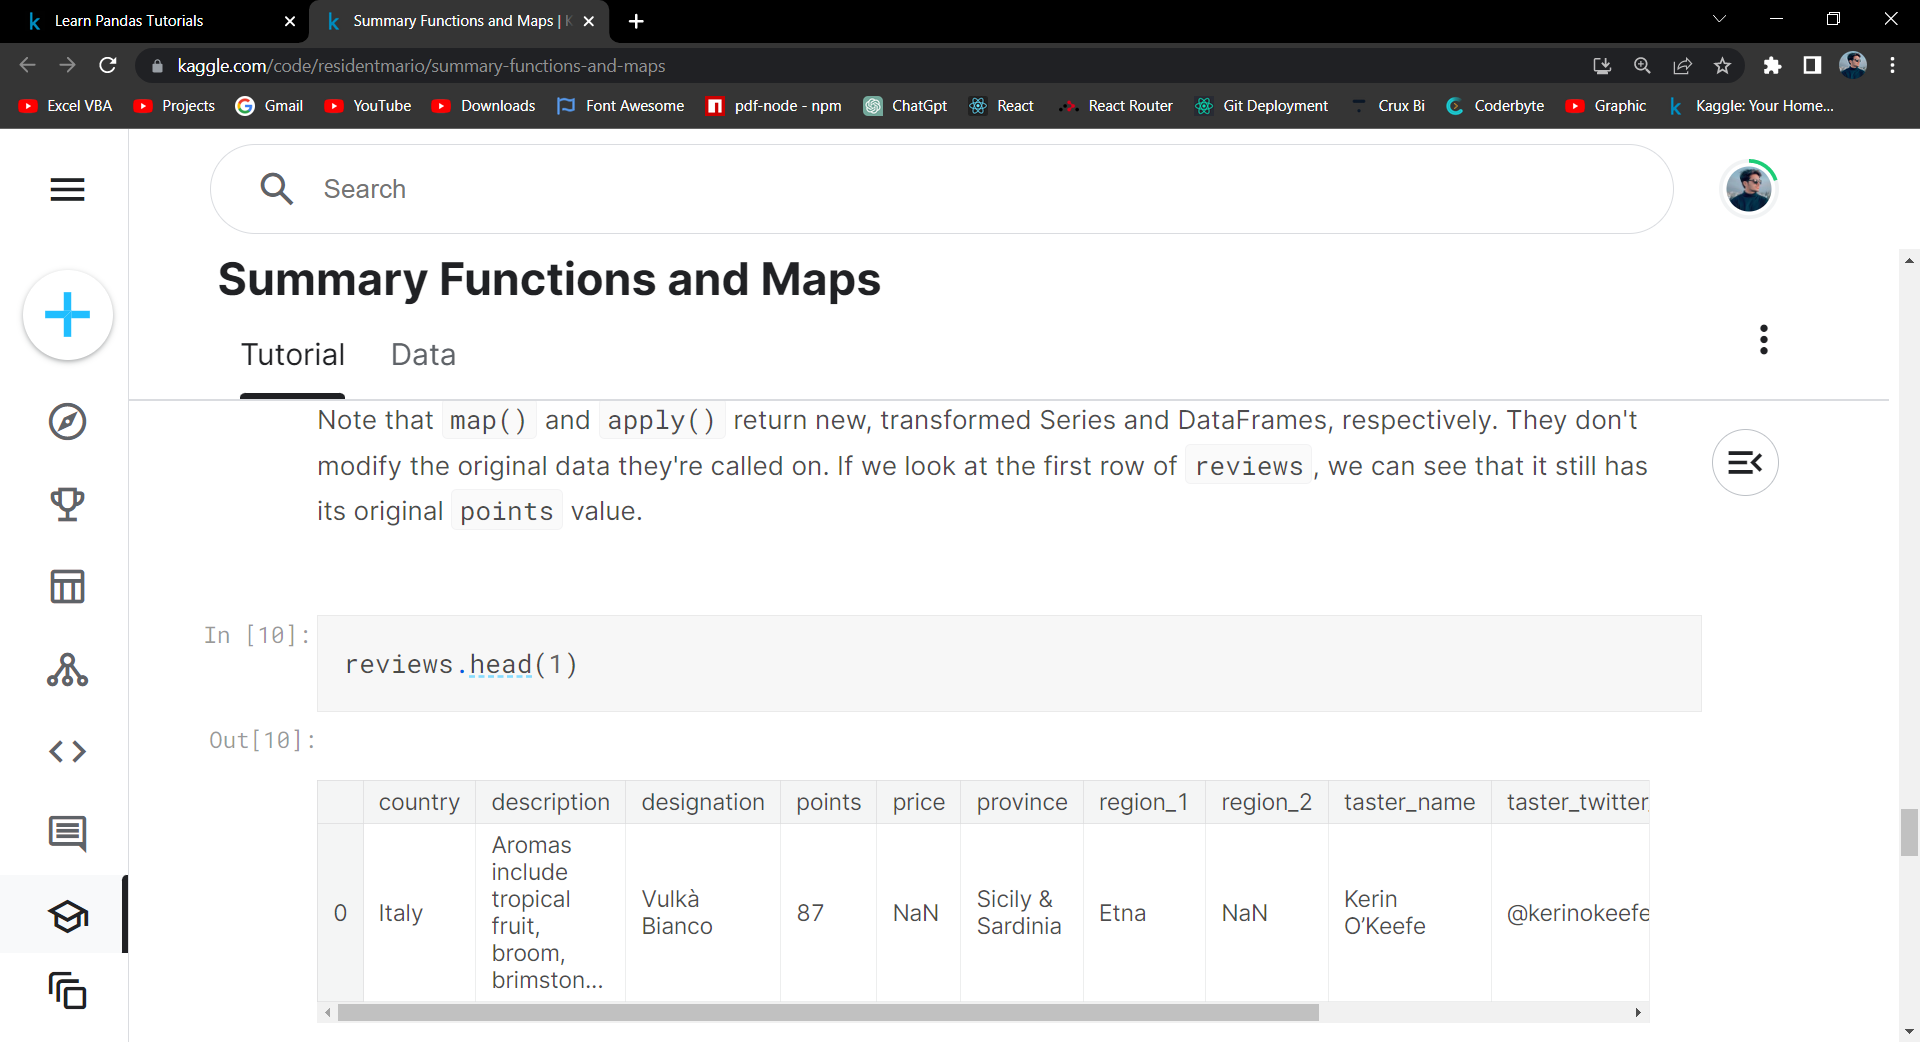 Learn Pandas Tutorials
Summary Functions and Maps | K
kaggle.com/code/residentmario/summary-functions-and-maps
Excel VBA
Projects
Gmail
YouTube
Downloads
Font Awesome
pdf-node - npm
ChatGpt
React
React Router
Git Deployment
Crux Bi
Coderbyte
Graphic
Kaggle: Your Home...
Search
Summary Functions and Maps
Tutorial
Data
Note that map() and apply() return new, transformed Series and DataFrames, respectively. They don't
modify the original data they're called on. If we look at the first row of reviews, we can see that it still has
its original points value.
In [10]:
reviews.head(1)
Out[10]:
country description designation points price province region_1 region_2 taster_name taster_twitter_
0 Italy Aromas include tropical fruit, broom, brimston... Vulkà Bianco 87 NaN Sicily & Sardinia Etna NaN Kerin O’Keefe @kerinokeefe